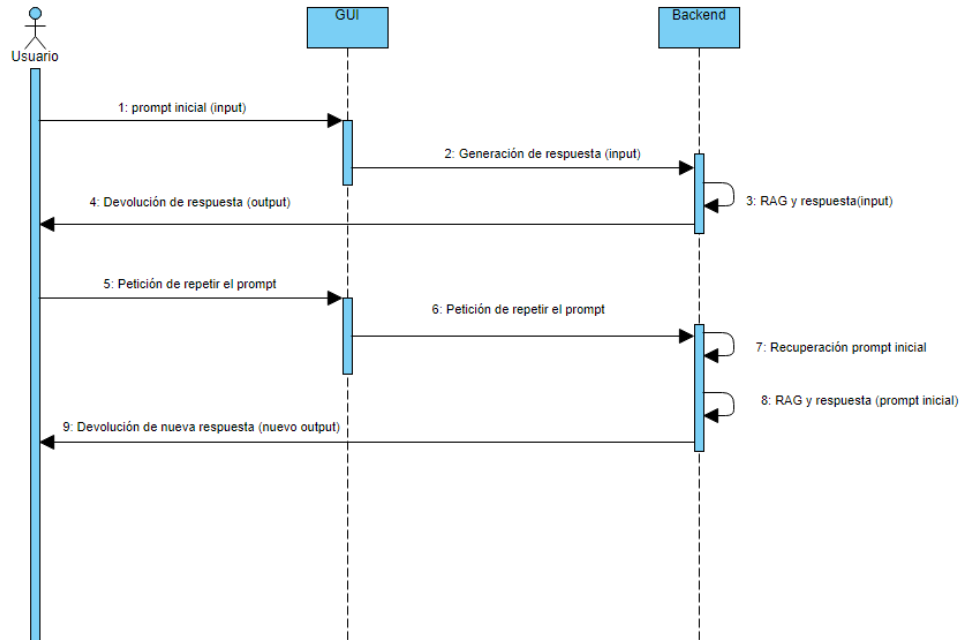 Usuario
GUI
Backend
1: prompt inicial (input)
2: Generación de respuesta (input)
3: RAG y respuesta(input)
4: Devolución de respuesta (output)
5: Petición de repetir el prompt
6: Petición de repetir el prompt
7: Recuperación prompt inicial
8: RAG y respuesta (prompt inicial)
9: Devolución de nueva respuesta (nuevo output)